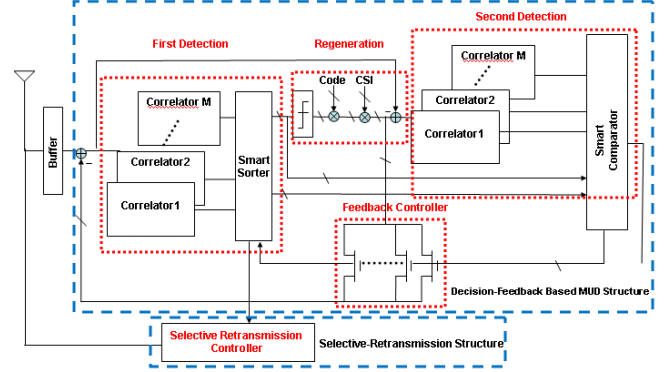 Second Detection
First Detection
Regeneration
Code
CSI
Correlator M
Correlator M
Correlator2
Correlator1
Buffer
Correlator2
Correlator1
Smart
Sorter
Smart
Comparator
Feedback Controller
Decision-Feedback Based MUD Structure
Selective Retransmission
Controller
Selective-Retransmission Structure